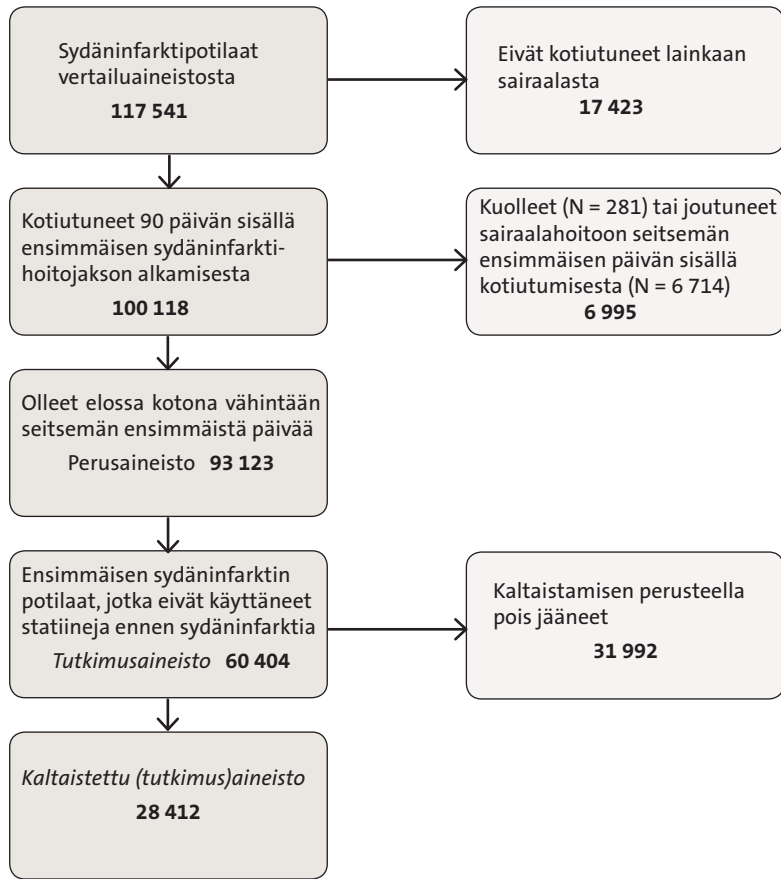 Sydäninfarktipotilaat
vertailuaineistosta
117 541
Eivät kotiutuneet lainkaan
sairaalasta
17 423
Kotiutuneet 90 päivän sisällä
ensimmäisen sydäninfarkti-
hoitojakson alkamisesta
100 118
Kuolleet (N = 281) tai joutuneet
sairaalahoitoon seitsemän
ensimmäisen päivän sisällä
kotiutumisesta (N = 6 714)
6 995
Olleet elossa kotona vähintään
seitsemän ensimmäistä päivää
Perusaineisto 93 123
Ensimmäisen sydäninfarktin
potilaat, jotka eivät käyttäneet
statiineja ennen sydäninfarktia
Tutkimusaineisto 60 404
Kaltaistamisen perusteella
pois jääneet
31 992
Kaltaistettu (tutkimus)aineisto
28 412